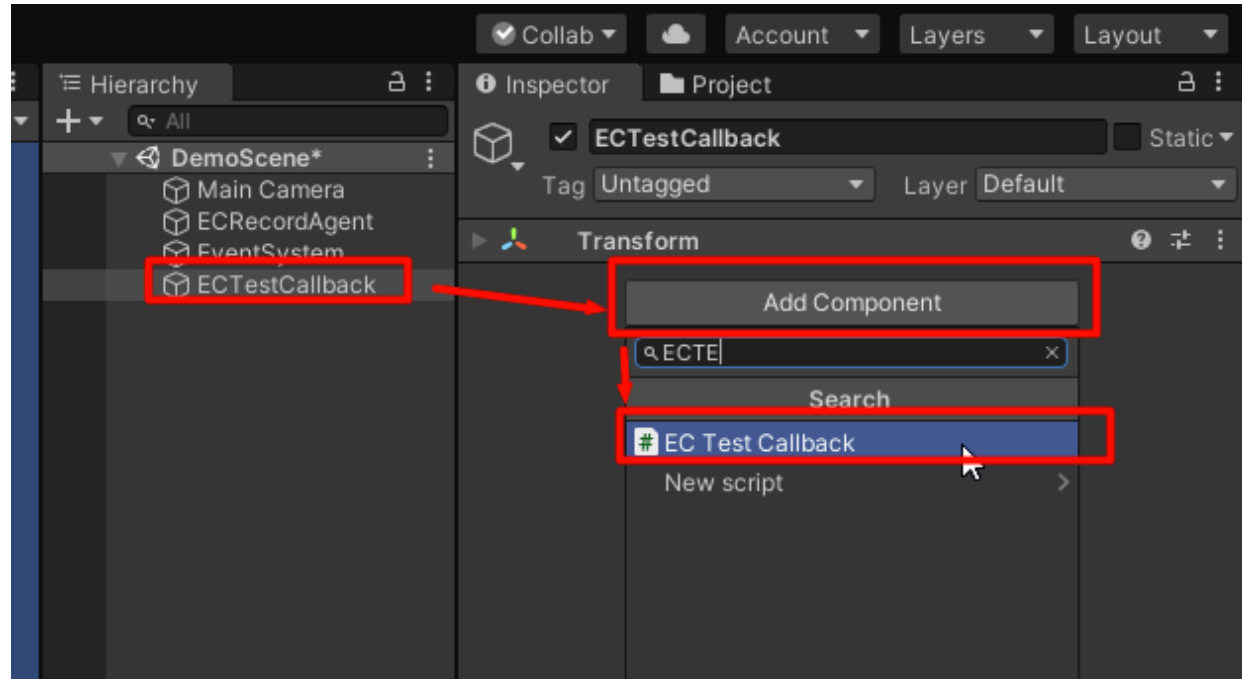 Collab
Account
Layers
Layout
Hierarchy
All
DemoScene*
Main Camera
ECRecordAgent
EventSystem
ECTestCallback
Inspector
Project
ECTestCallback
Static
Tag Untagged
Layer Default
Transform
Add Component
ECTE
Search
# EC Test Callback
New script